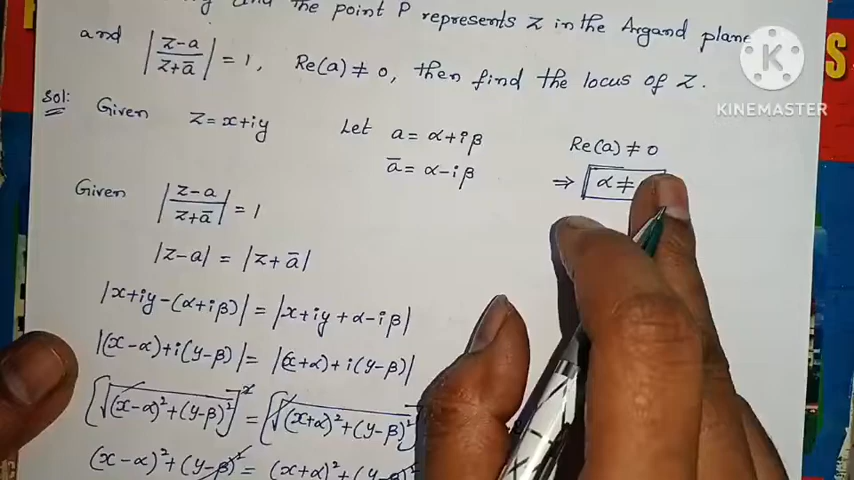 and the point P represents z in the Argand plane
and |z-a / z+ā| = 1, Re(a) ≠ 0, then find the locus of z.
Sol: Given z = x+iy Let a = α+iβ Re(a) ≠ 0
ā = α-iβ ⇒ α ≠
Given |z-a / z+ā| = 1
|z-a| = |z+ā|
|x+iy-(α+iβ)| = |x+iy+α-iβ|
|(x-α)+i(y-β)| = |(x+α)+i(y-β)|
(√(x-α)²+(y-β)²)² = (√(x+α)²+(y-β)²
(x-α)²+(y-β)² = (x+α)²+(y-β)²
K
KINEMASTER